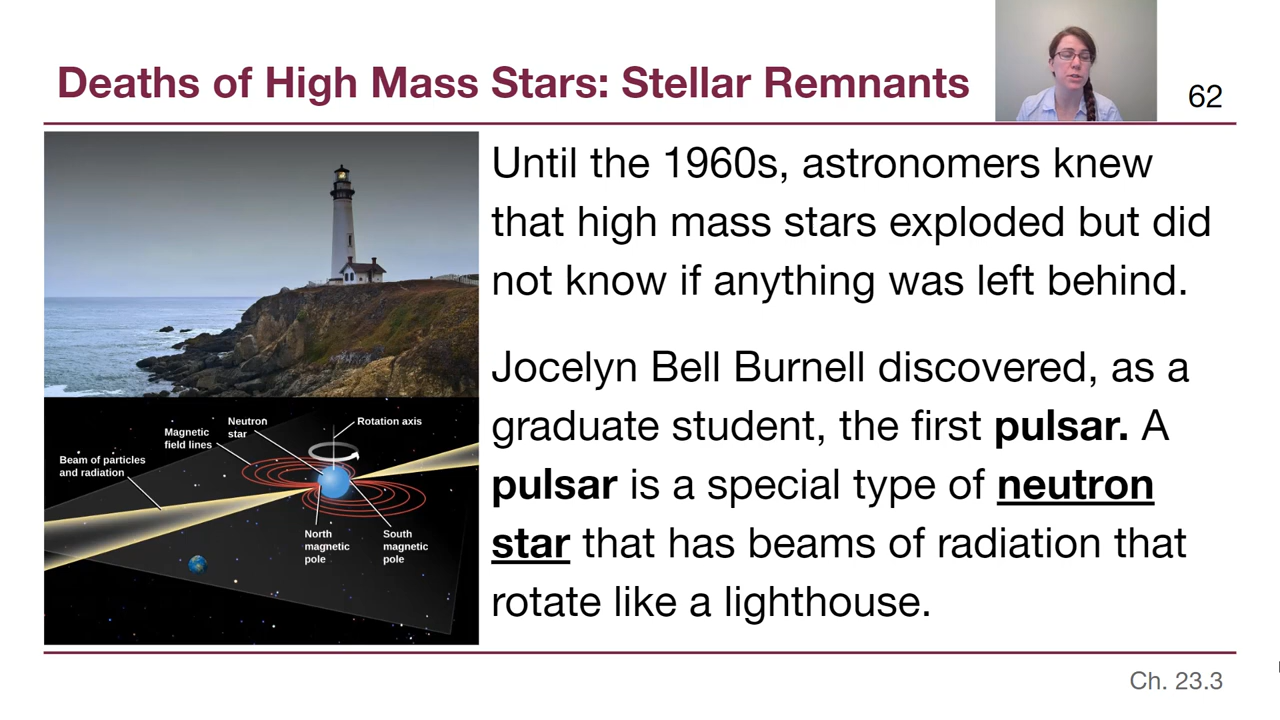 Deaths of High Mass Stars: Stellar Remnants
62
Until the 1960s, astronomers knew
that high mass stars exploded but did
not know if anything was left behind.
Jocelyn Bell Burnell discovered, as a
graduate student, the first pulsar. A
pulsar is a special type of neutron
star that has beams of radiation that
rotate like a lighthouse.
Neutron
star
Rotation axis
Magnetic
field lines
Beam of particles
and radiation
North
magnetic
pole
South
magnetic
pole
Ch. 23.3